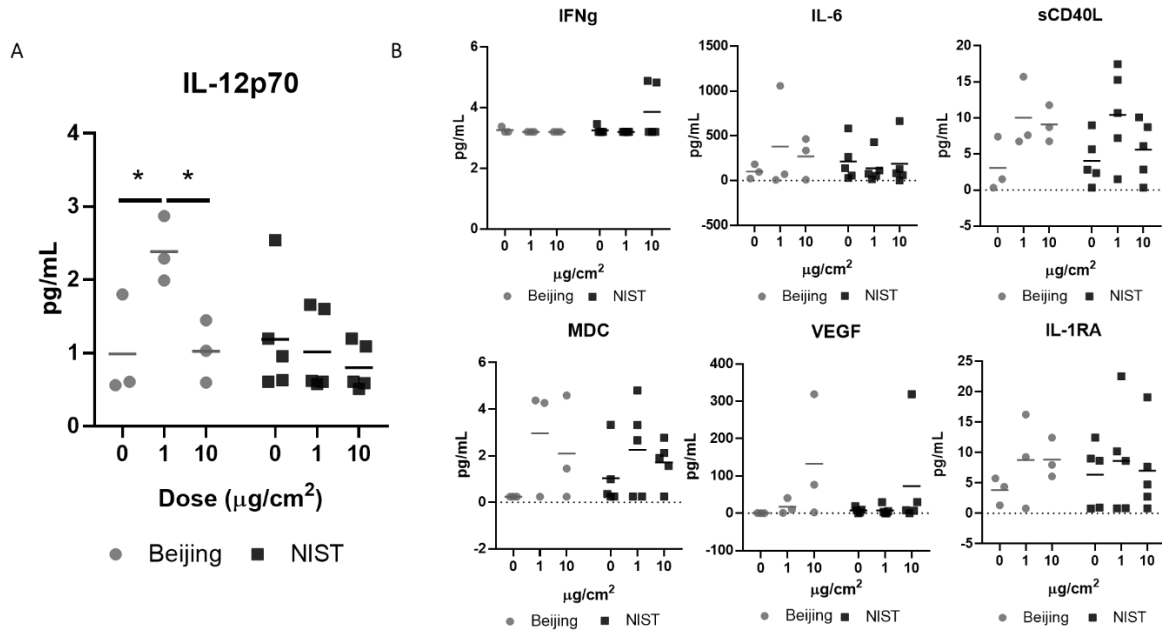 A
IL-12p70
pg/mL
4
3
2
1
0
* *
0 1 10 0 1 10
Dose (μg/cm²)
Beijing NIST
B
IFNg
pg/mL
6
4
2
0
0 1 10 0 1 10
μg/cm²
Beijing NIST
IL-6
pg/mL
1500
1000
500
0
-500
0 1 10 0 1 10
μg/cm²
Beijing NIST
sCD40L
pg/mL
20
15
10
5
0
-5
0 1 10 0 1 10
μg/cm²
Beijing NIST
MDC
pg/mL
6
4
2
0
-2
0 1 10 0 1 10
μg/cm²
Beijing NIST
VEGF
pg/mL
400
300
200
100
0
-100
0 1 10 0 1 10
μg/cm²
Beijing NIST
IL-1RA
pg/mL
25
20
15
10
5
0
-5
0 1 10 0 1 10
μg/cm²
Beijing NIST